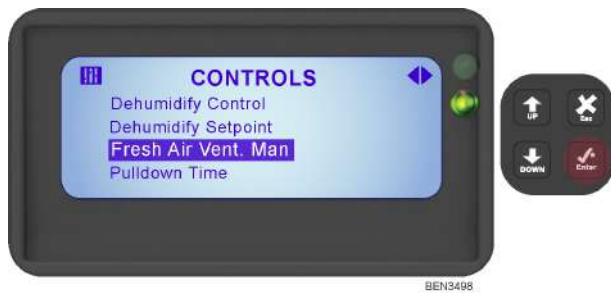 CONTROLS
Dehumidify Control
Dehumidify Setpoint
Fresh Air Vent. Man
Pulldown Time
UP
Esc
DOWN
Enter
BEN3498